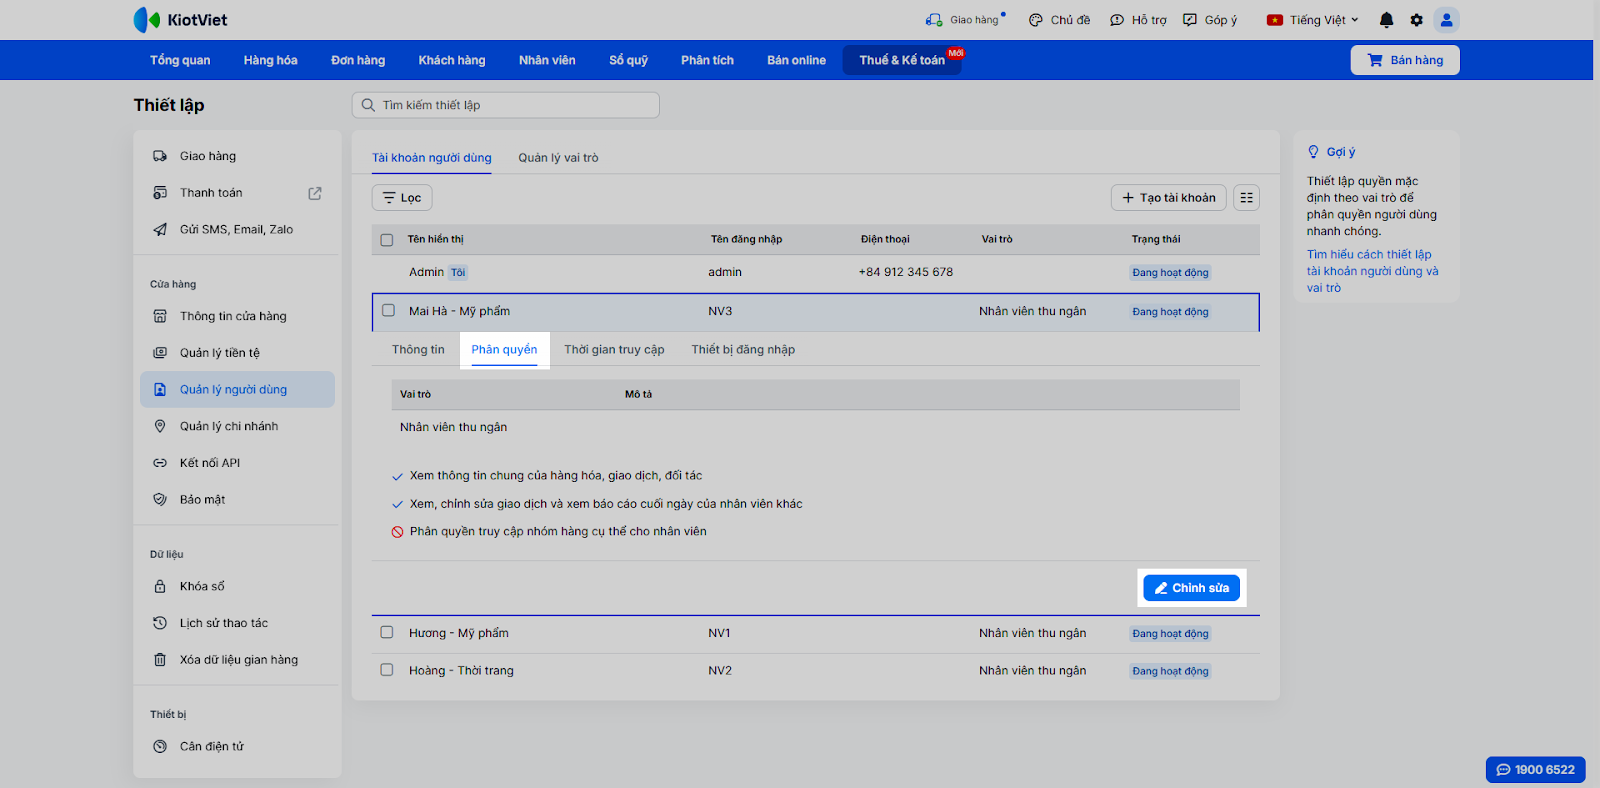 KiotViet
Giao hàng
Chủ đề
Hỗ trợ
Góp ý
Tiếng Việt
Tổng quan
Hàng hóa
Đơn hàng
Khách hàng
Nhân viên
Sổ quỹ
Phân tích
Bán online
Thuế & Kế toán
Mới
Bán hàng
Thiết lập
Tìm kiếm thiết lập
Giao hàng
Thanh toán
Gửi SMS, Email, Zalo
Cửa hàng
Thông tin cửa hàng
Quản lý tiền tệ
Quản lý người dùng
Quản lý chi nhánh
Kết nối API
Bảo mật
Dữ liệu
Khóa sổ
Lịch sử thao tác
Xóa dữ liệu gian hàng
Thiết bị
Cân điện tử
Tài khoản người dùng
Quản lý vai trò
Lọc
Tạo tài khoản
Tên hiển thị
Tên đăng nhập
Điện thoại
Vai trò
Trạng thái
Admin Tôi
admin
+84 912 345 678
Đang hoạt động
Mai Hà - Mỹ phẩm
NV3
Nhân viên thu ngân
Đang hoạt động
Thông tin
Phân quyền
Thời gian truy cập
Thiết bị đăng nhập
Vai trò
Mô tả
Nhân viên thu ngân
Xem thông tin chung của hàng hóa, giao dịch, đối tác
Xem, chỉnh sửa giao dịch và xem báo cáo cuối ngày của nhân viên khác
Phân quyền truy cập nhóm hàng cụ thể cho nhân viên
Chỉnh sửa
Hương - Mỹ phẩm
NV1
Nhân viên thu ngân
Đang hoạt động
Hoàng - Thời trang
NV2
Nhân viên thu ngân
Đang hoạt động
Gợi ý
Thiết lập quyền mặc
định theo vai trò để
phân quyền người dùng
nhanh chóng.
Tìm hiểu cách thiết lập
tài khoản người dùng và
vai trò
1900 6522